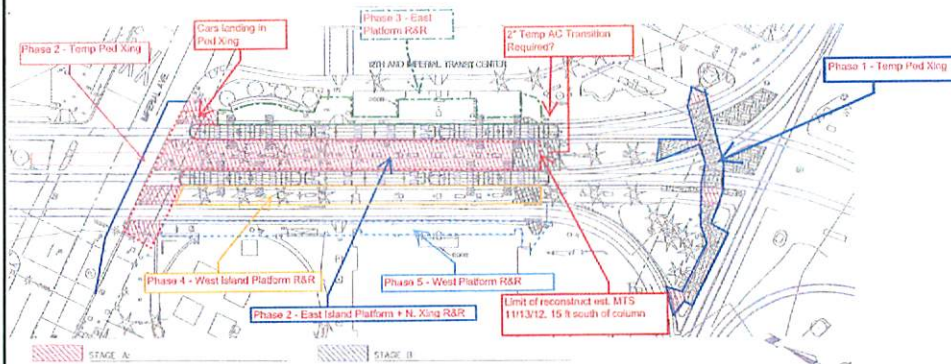 Phase 3 - East
Platform R&R
Cars landing in
Ped Xing
2" Temp AC Transition
Required?
Phase 2 - Temp Ped Xing
12TH AND IMPERIAL TRANSIT CENTER
Phase 1 - Temp Ped Xing
IMPERIAL AVE
Phase 4 - West Island Platform R&R
Phase 5 - West Platform R&R
Phase 2 - East Island Platform + N. Xing R&R
Limit of reconstruct est. MTS
11/13/12, 15 ft south of column
STAGE A:
STAGE B